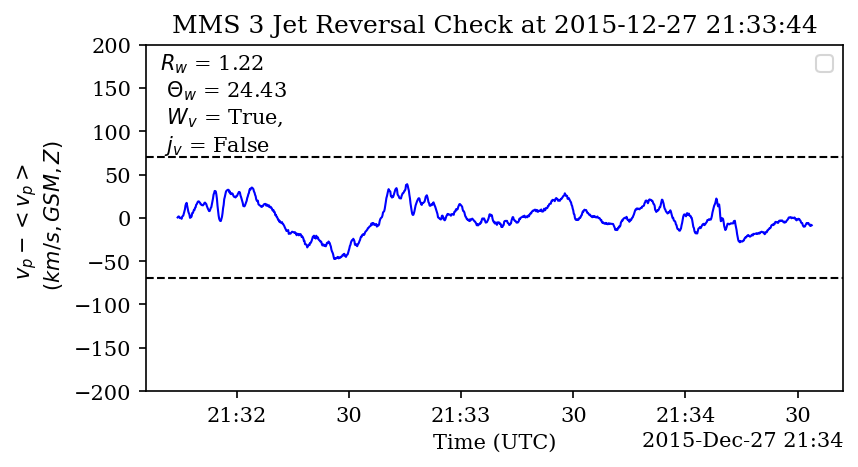 MMS 3 Jet Reversal Check at 2015-12-27 21:33:44
R_w = 1.22
Θ_w = 24.43
W_v = True,
j_v = False
v_p − < v_p >
(km/s, GSM, Z)
200
150
100
50
0
−50
−100
−150
−200
21:32
30
21:33
30
21:34
30
Time (UTC)
2015-Dec-27 21:34